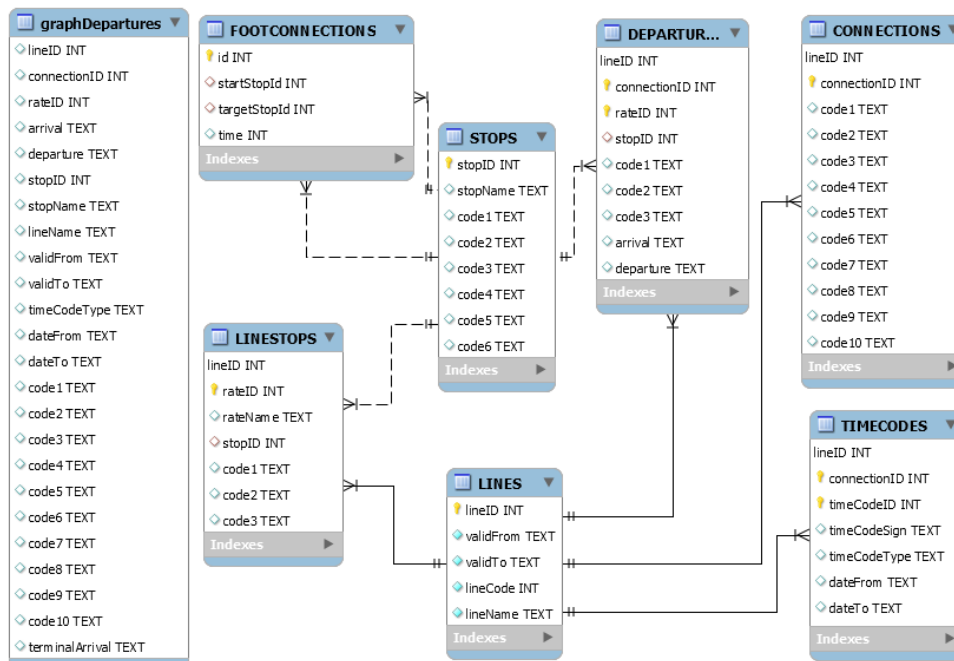 graphDepartures
lineID INT
connectionID INT
rateID INT
arrival TEXT
departure TEXT
stopID INT
stopName TEXT
lineName TEXT
validFrom TEXT
validTo TEXT
timeCodeType TEXT
dateFrom TEXT
dateTo TEXT
code1 TEXT
code2 TEXT
code3 TEXT
code4 TEXT
code5 TEXT
code6 TEXT
code7 TEXT
code8 TEXT
code9 TEXT
code10 TEXT
terminalArrival TEXT
FOOTCONNECTIONS
id INT
startStopId INT
targetStopId INT
time INT
Indexes
LINESTOPS
lineID INT
rateID INT
rateName TEXT
stopID INT
code1 TEXT
code2 TEXT
code3 TEXT
Indexes
STOPS
stopID INT
stopName TEXT
code1 TEXT
code2 TEXT
code3 TEXT
code4 TEXT
code5 TEXT
code6 TEXT
Indexes
LINES
lineID INT
validFrom TEXT
validTo TEXT
lineCode INT
lineName TEXT
Indexes
DEPARTUR...
lineID INT
connectionID INT
rateID INT
stopID INT
code1 TEXT
code2 TEXT
code3 TEXT
arrival TEXT
departure TEXT
Indexes
CONNECTIONS
lineID INT
connectionID INT
code1 TEXT
code2 TEXT
code3 TEXT
code4 TEXT
code5 TEXT
code6 TEXT
code7 TEXT
code8 TEXT
code9 TEXT
code10 TEXT
Indexes
TIMECODES
lineID INT
connectionID INT
timeCodeID INT
timeCodeSign TEXT
timeCodeType TEXT
dateFrom TEXT
dateTo TEXT
Indexes